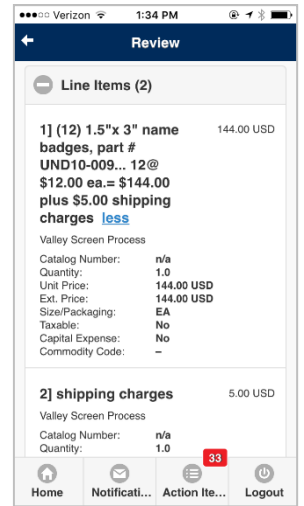 Verizon 1:34 PM
Review
Line Items (2)
1] (12) 1.5"x 3" name 144.00 USD
badges, part #
UND10-009... 12@
$12.00 ea.= $144.00
plus $5.00 shipping
charges less
Valley Screen Process
Catalog Number: n/a
Quantity: 1.0
Unit Price: 144.00 USD
Ext. Price: 144.00 USD
Size/Packaging: EA
Taxable: No
Capital Expense: No
Commodity Code: –
2] shipping charges 5.00 USD
Valley Screen Process
Catalog Number: n/a
Quantity: 1.0
33
Home Notificati... Action Ite... Logout